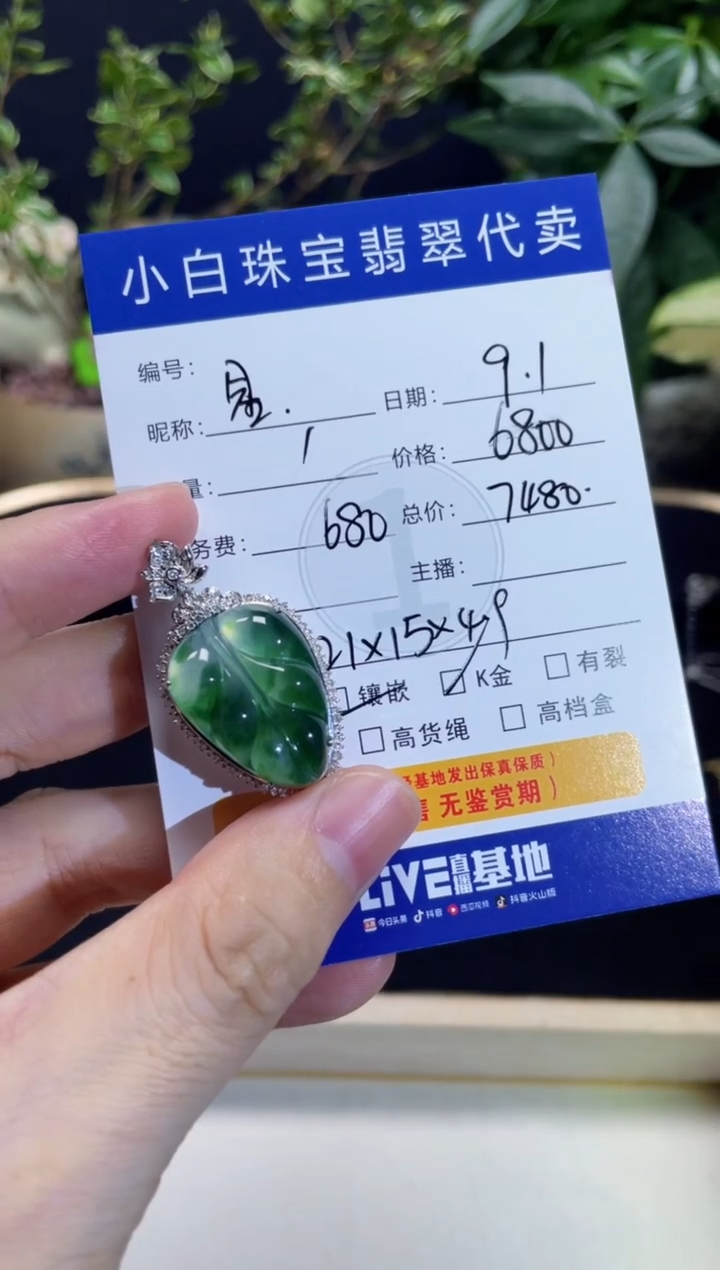 小白珠宝翡翠代卖
编号：
日期： 9.1
昵称：
量： 1
价格： 6800
务费： 680
总价： 7480.
主播：
21×15×4.9
镶嵌 K金 有裂
高货绳 高档盒
基地发出保真保质）
售 无鉴赏期）
LiVE直播基地
今日头条 抖音 西瓜视频 抖音火山版